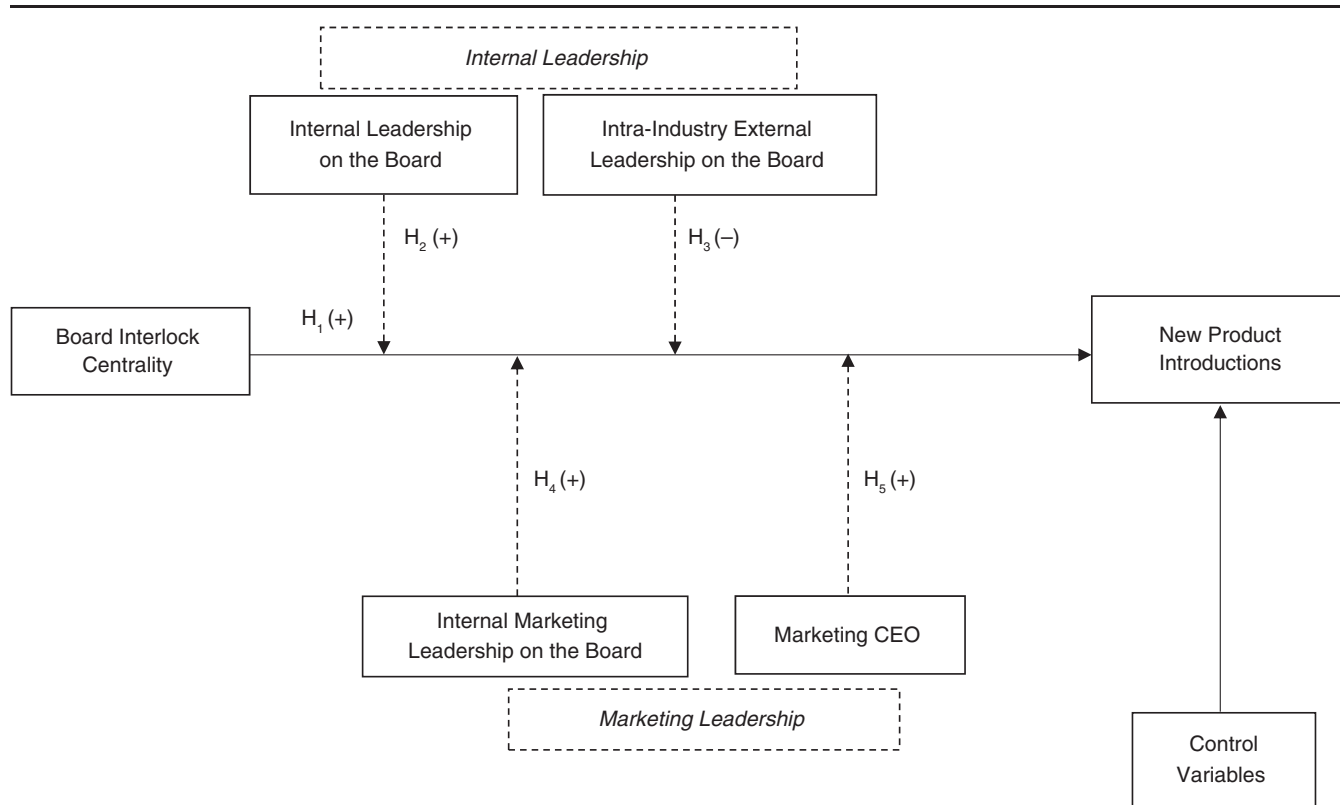 Internal Leadership
Internal Leadership
on the Board
Intra-Industry External
Leadership on the Board
H₂ (+)
H₃ (–)
H₁ (+)
Board Interlock
Centrality
New Product
Introductions
H₄ (+)
H₅ (+)
Internal Marketing
Leadership on the Board
Marketing CEO
Marketing Leadership
Control
Variables